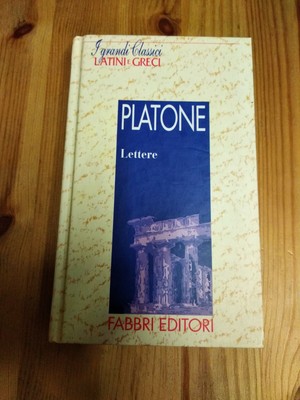 I grandi Classici
LATINI e GRECI
PLATONE
Lettere
FABBRI EDITORI